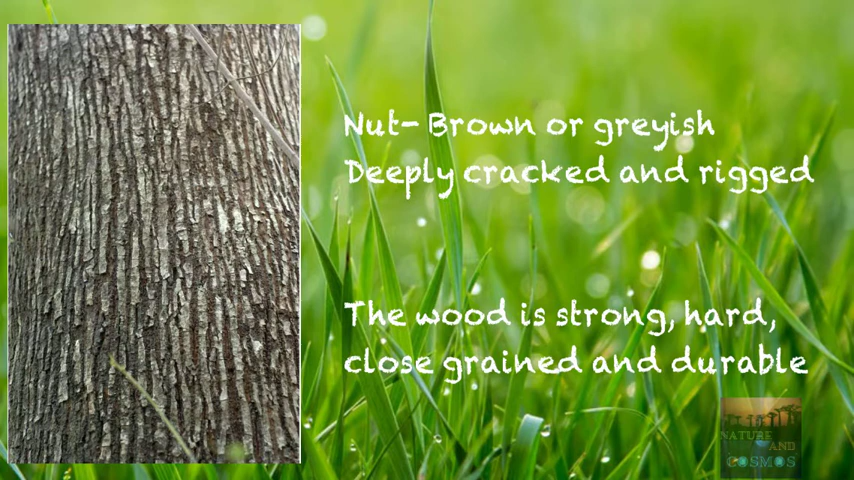 Nut- Brown or greyish
Deeply cracked and rigged
The wood is strong, hard,
close grained and durable
NATURE
AND
COSMOS